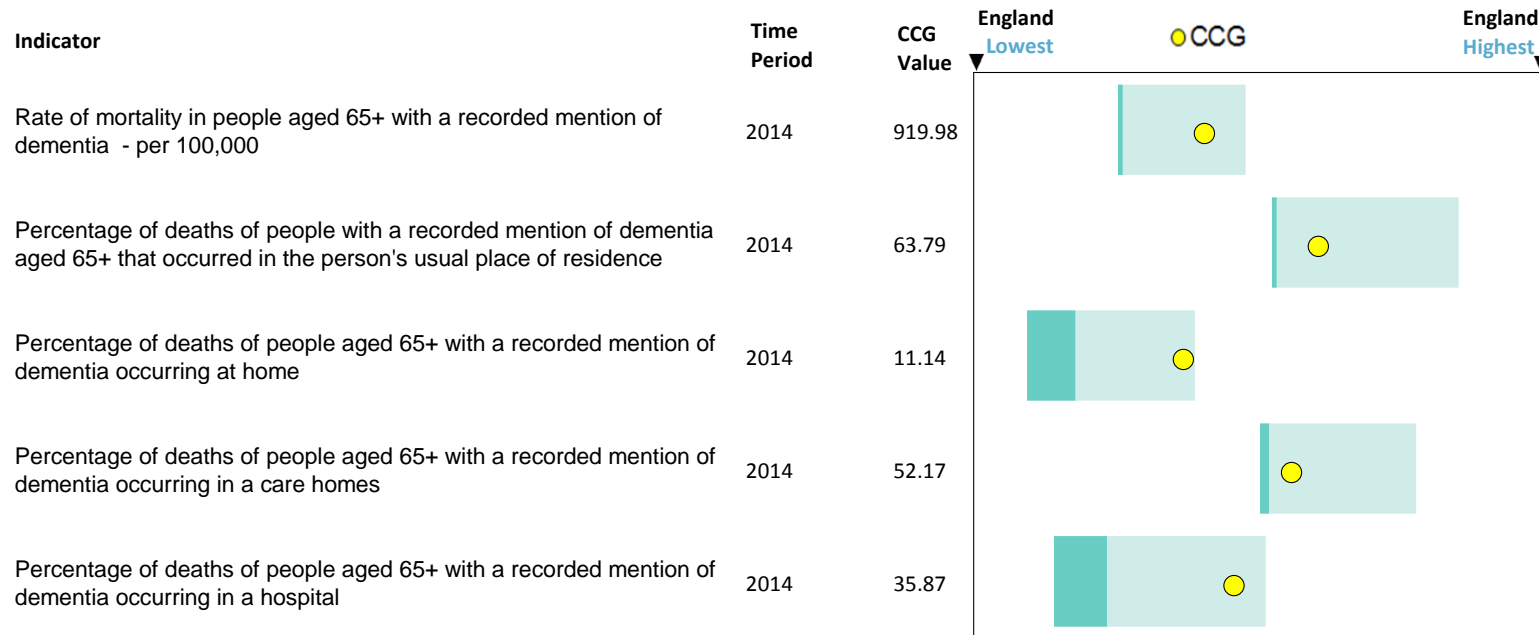 Indicator
Time Period
CCG Value
England Lowest
CCG
England Highest
Rate of mortality in people aged 65+ with a recorded mention of
dementia - per 100,000
2014
919.98
Percentage of deaths of people with a recorded mention of dementia
aged 65+ that occurred in the person's usual place of residence
2014
63.79
Percentage of deaths of people aged 65+ with a recorded mention of
dementia occurring at home
2014
11.14
Percentage of deaths of people aged 65+ with a recorded mention of
dementia occurring in a care homes
2014
52.17
Percentage of deaths of people aged 65+ with a recorded mention of
dementia occurring in a hospital
2014
35.87